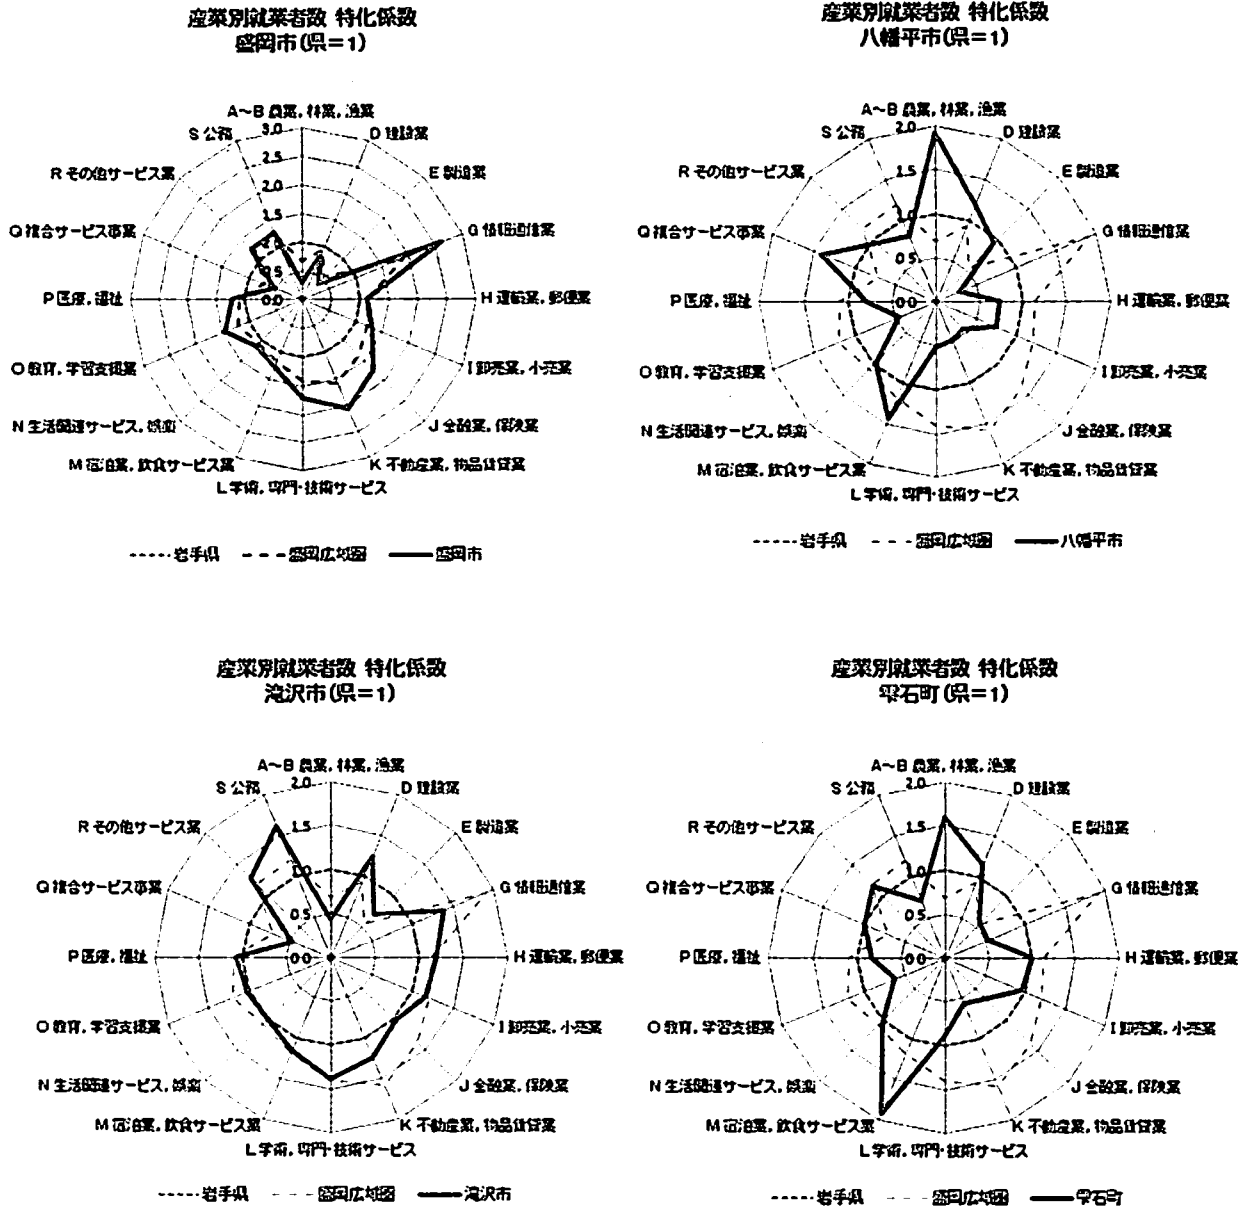 産業別就業者数 特化係数
盛岡市(県=1)
A～B 農業，林業，漁業
3.0
S 公務
D 建設業
2.5
R その他サービス業
E 製造業
2.0
1.5
Q 複合サービス事業
G 情報通信業
1.0
0.5
P 医療，福祉
0.0
H 運輸業，郵便業
O 教育，学習支援業
I 卸売業，小売業
N 生活関連サービス，娯楽
J 金融業，保険業
M 宿泊業，飲食サービス業
K 不動産業，物品賃貸業
L 学術，専門・技術サービス
岩手県 盛岡広域圏 盛岡市
産業別就業者数 特化係数
八幡平市(県=1)
A～B 農業，林業，漁業
2.0
S 公務
D 建設業
R その他サービス業
1.5
E 製造業
1.0
Q 複合サービス事業
G 情報通信業
0.5
P 医療，福祉
0.0
H 運輸業，郵便業
O 教育，学習支援業
I 卸売業，小売業
N 生活関連サービス，娯楽
J 金融業，保険業
M 宿泊業，飲食サービス業
K 不動産業，物品賃貸業
L 学術，専門・技術サービス
岩手県 盛岡広域圏 八幡平市
産業別就業者数 特化係数
滝沢市(県=1)
A～B 農業，林業，漁業
2.0
S 公務
D 建設業
R その他サービス業
1.5
E 製造業
1.0
Q 複合サービス事業
G 情報通信業
0.5
P 医療，福祉
0.0
H 運輸業，郵便業
O 教育，学習支援業
I 卸売業，小売業
N 生活関連サービス，娯楽
J 金融業，保険業
M 宿泊業，飲食サービス業
K 不動産業，物品賃貸業
L 学術，専門・技術サービス
岩手県 盛岡広域圏 滝沢市
産業別就業者数 特化係数
雫石町(県=1)
A～B 農業，林業，漁業
2.0
S 公務
D 建設業
R その他サービス業
1.5
E 製造業
1.0
Q 複合サービス事業
G 情報通信業
0.5
P 医療，福祉
0.0
H 運輸業，郵便業
O 教育，学習支援業
I 卸売業，小売業
N 生活関連サービス，娯楽
J 金融業，保険業
M 宿泊業，飲食サービス業
K 不動産業，物品賃貸業
L 学術，専門・技術サービス
岩手県 盛岡広域圏 雫石町